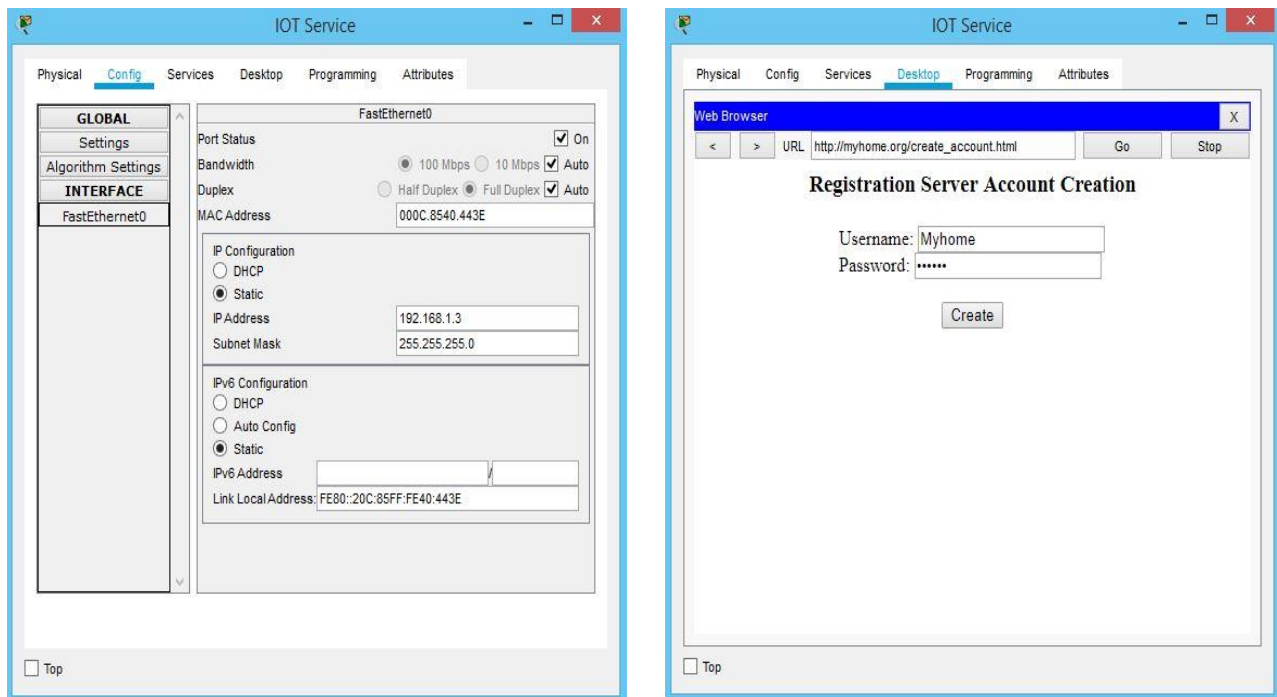 IOT Service
Physical Config Services Desktop Programming Attributes
GLOBAL
Settings
Algorithm Settings
INTERFACE
FastEthernet0
FastEthernet0
Port Status On
Bandwidth 100 Mbps 10 Mbps Auto
Duplex Half Duplex Full Duplex Auto
MAC Address 000C.8540.443E
IP Configuration
DHCP
Static
IP Address 192.168.1.3
Subnet Mask 255.255.255.0
IPv6 Configuration
DHCP
Auto Config
Static
IPv6 Address /
Link Local Address: FE80::20C:85FF:FE40:443E
Top
IOT Service
Physical Config Services Desktop Programming Attributes
Web Browser X
< > URL http://myhome.org/create_account.html Go Stop
Registration Server Account Creation
Username: Myhome
Password: ••••••
Create
Top